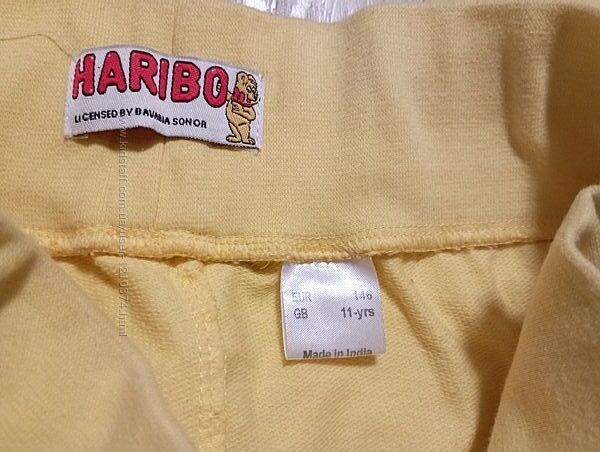 HARIBO
LICENSED BY BAVARIA SONOR
EUR 146
GB 11-yrs
Made in India